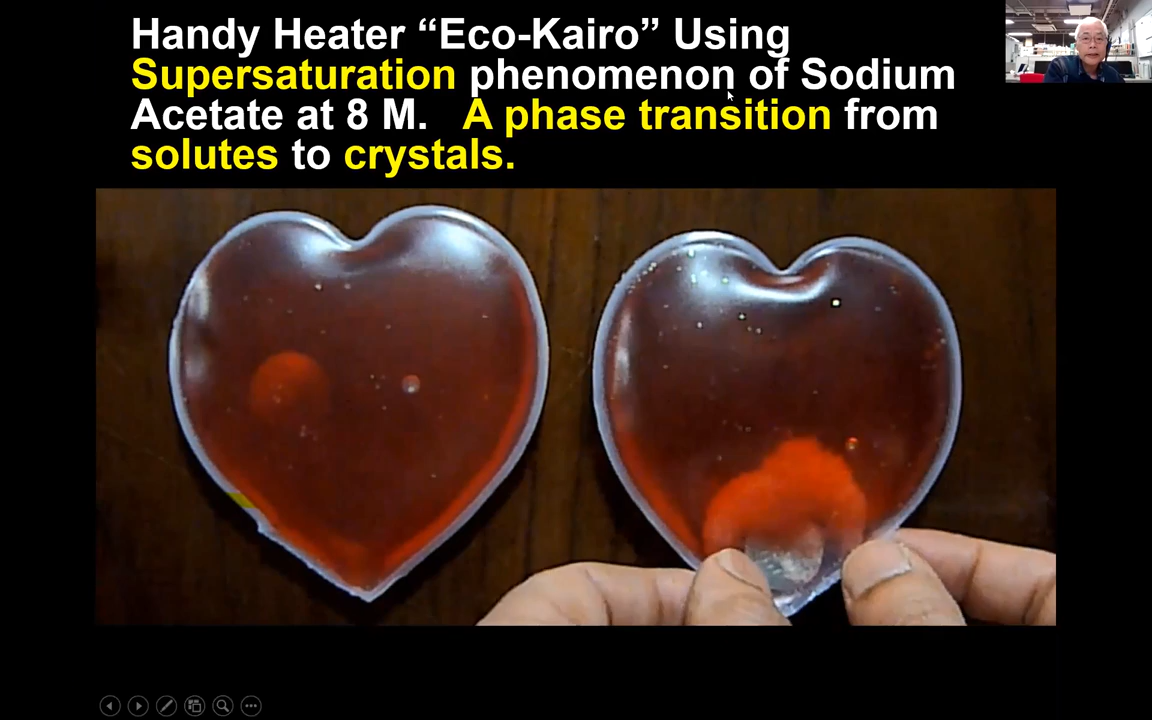 Handy Heater “Eco-Kairo” Using
Supersaturation phenomenon of Sodium
Acetate at 8 M. A phase transition from
solutes to crystals.